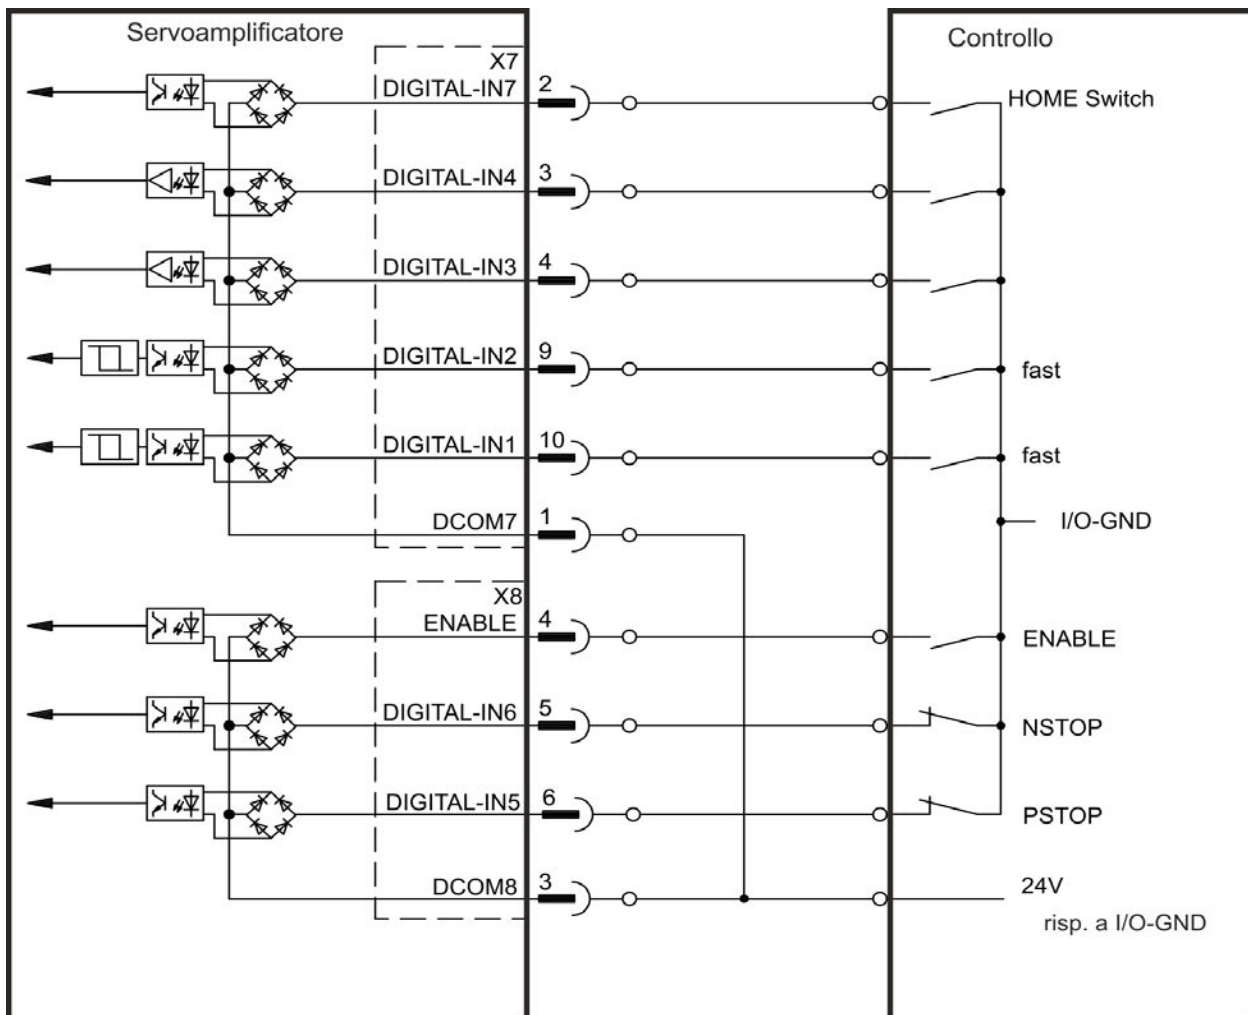 Servoamplificatore
Controllo
X7
DIGITAL-IN7 2 HOME Switch
DIGITAL-IN4 3
DIGITAL-IN3 4
DIGITAL-IN2 9 fast
DIGITAL-IN1 10 fast
DCOM7 1 I/O-GND
X8
ENABLE 4 ENABLE
DIGITAL-IN6 5 NSTOP
DIGITAL-IN5 6 PSTOP
DCOM8 3 24V
risp. a I/O-GND